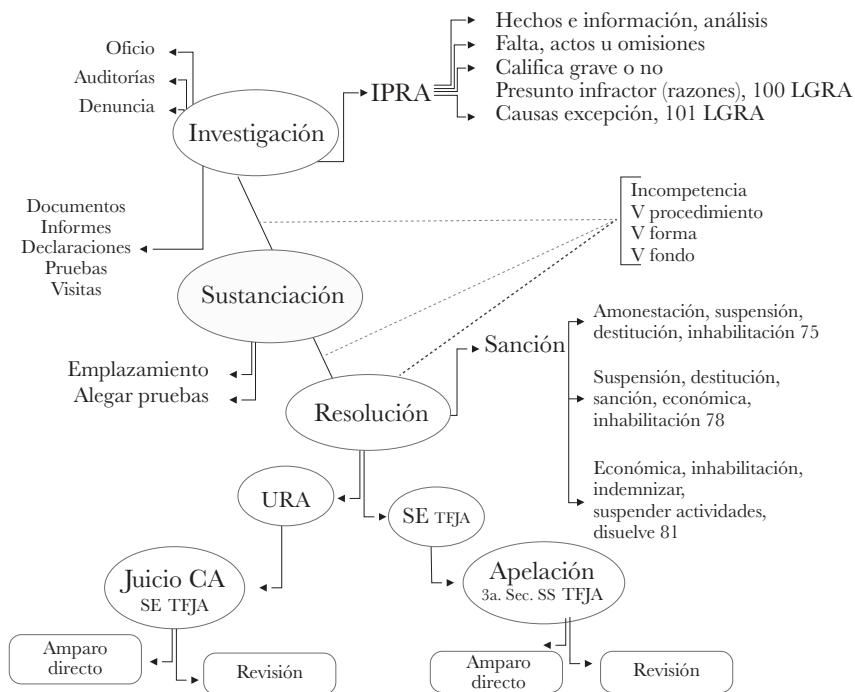 Oficio
Auditorías
Denuncia
Investigación
IPRA
Hechos e información, análisis
Falta, actos u omisiones
Califica grave o no
Presunto infractor (razones), 100 LGRA
Causas excepción, 101 LGRA
Documentos
Informes
Declaraciones
Pruebas
Visitas
Incompetencia
V procedimiento
V forma
V fondo
Sustanciación
Emplazamiento
Alegar pruebas
Resolución
Sanción
Amonestación, suspensión,
destitución, inhabilitación 75
Suspensión, destitución,
sanción, económica,
inhabilitación 78
Económica, inhabilitación,
indemnizar,
suspender actividades,
disuelve 81
URA
SE TFJA
Juicio CA
SE TFJA
Apelación
3a. Sec. SS TFJA
Amparo
directo
Revisión
Amparo
directo
Revisión